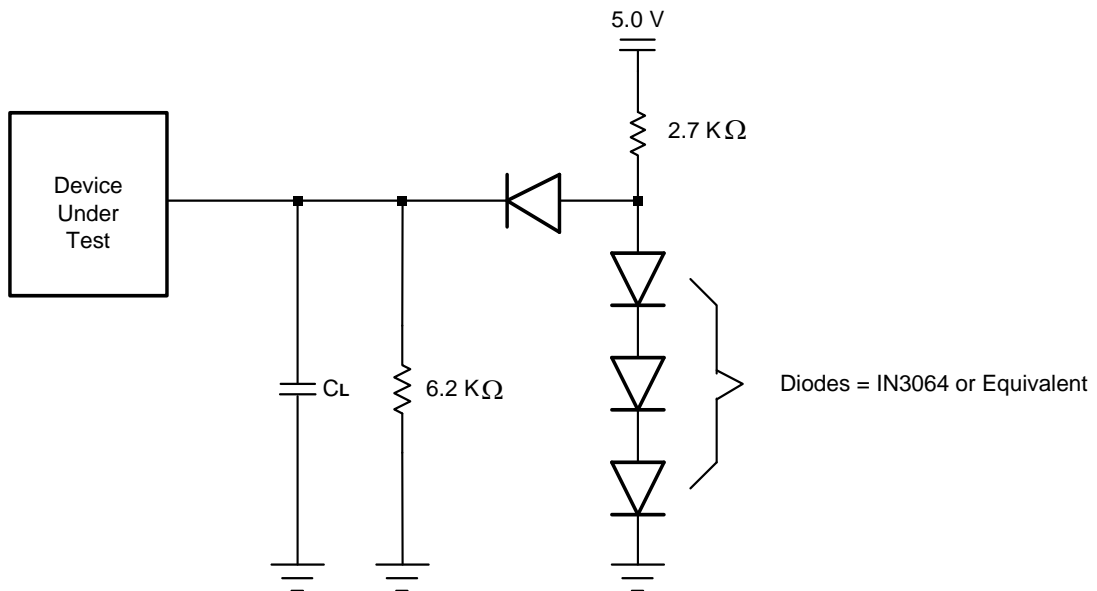 5.0 V
2.7 KΩ
Device
Under
Test
CL
6.2 KΩ
Diodes = IN3064 or Equivalent